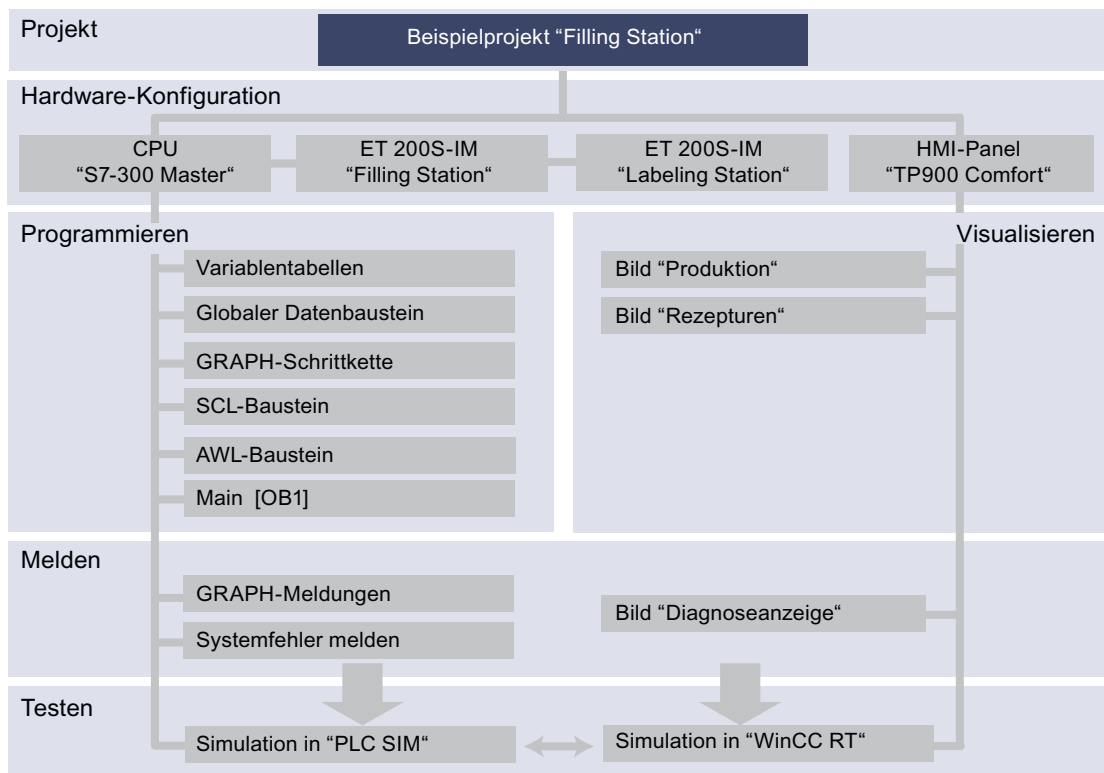 Projekt
Beispielprojekt “Filling Station“
Hardware-Konfiguration
CPU
“S7-300 Master“
ET 200S-IM
“Filling Station“
ET 200S-IM
“Labeling Station“
HMI-Panel
“TP900 Comfort“
Programmieren
Variablentabellen
Globaler Datenbaustein
GRAPH-Schrittkette
SCL-Baustein
AWL-Baustein
Main [OB1]
Visualisieren
Bild “Produktion“
Bild “Rezepturen“
Melden
GRAPH-Meldungen
Systemfehler melden
Bild “Diagnoseanzeige“
Testen
Simulation in “PLC SIM“
Simulation in “WinCC RT“